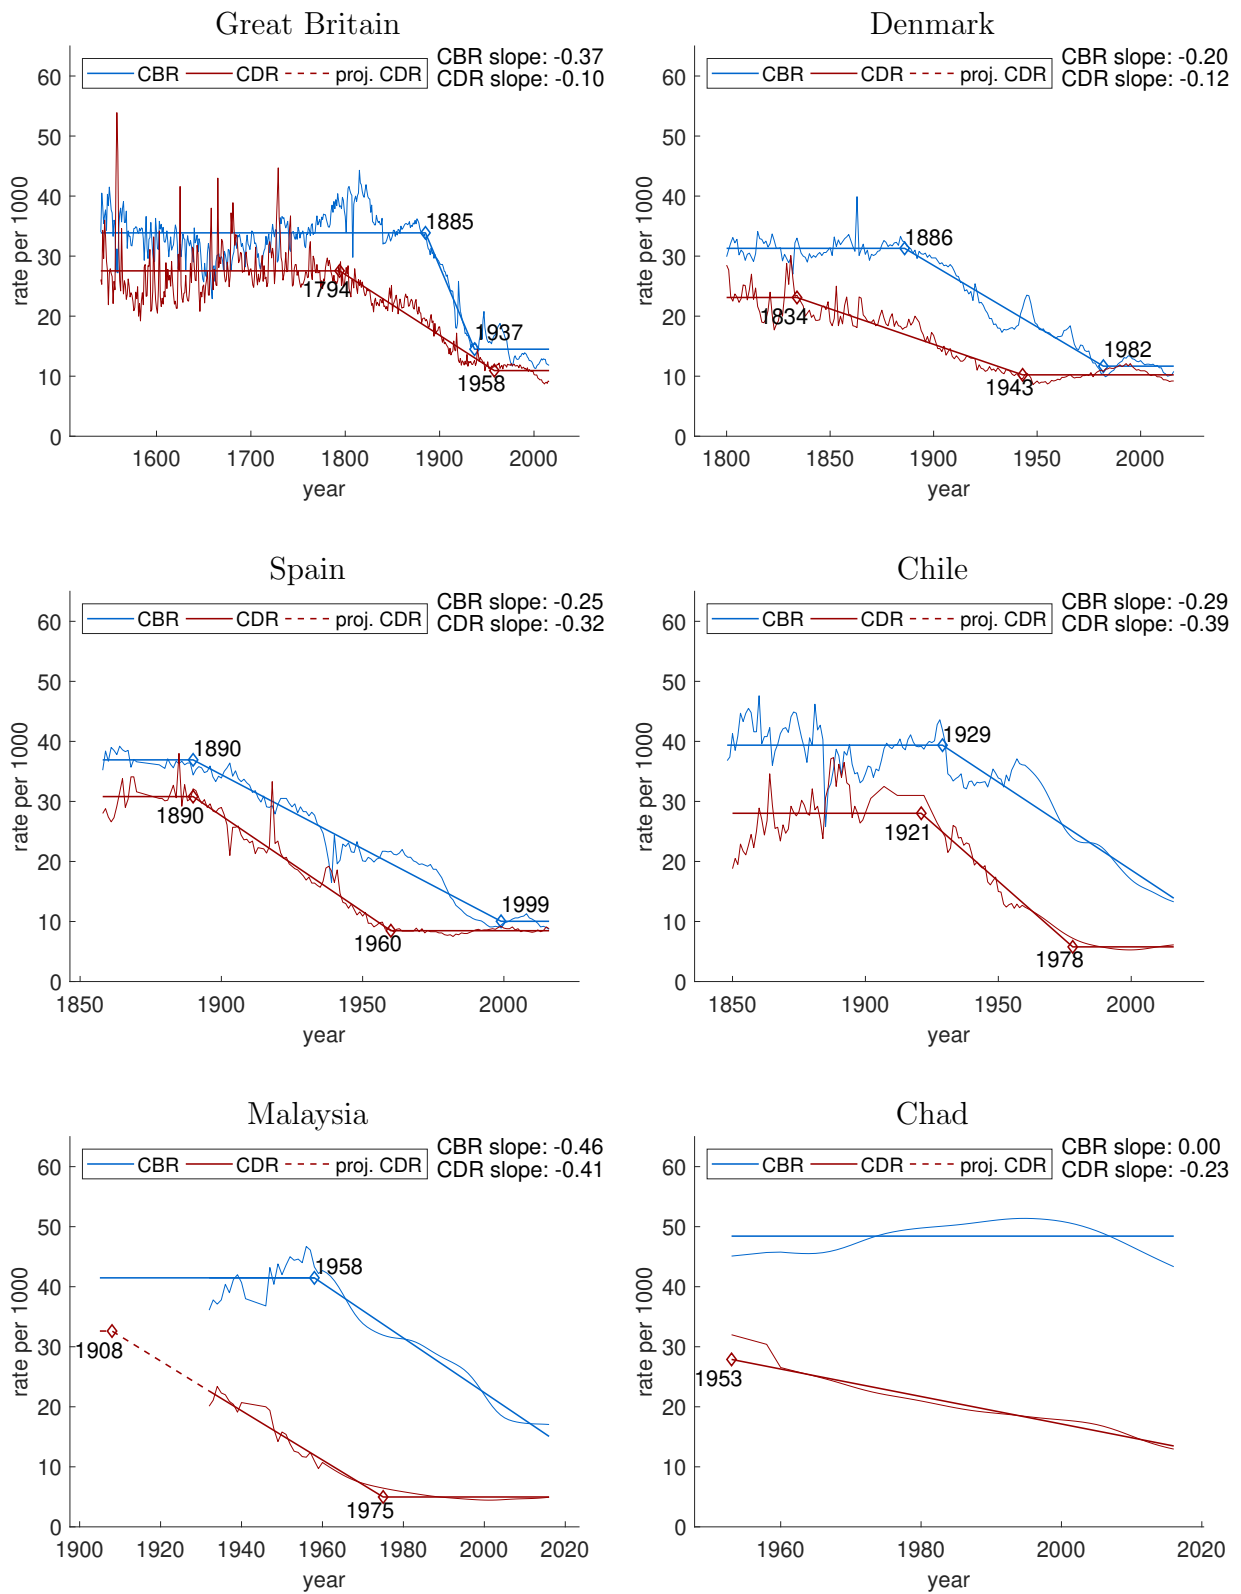 Great Britain
CBR CDR proj. CDR
CBR slope: -0.37
CDR slope: -0.10
60
50
40
30
20
10
0
rate per 1000
1885
1794
1937
1958
1600 1700 1800 1900 2000
year
Denmark
CBR CDR proj. CDR
CBR slope: -0.20
CDR slope: -0.12
60
50
40
30
20
10
0
rate per 1000
1886
1834
1982
1943
1800 1850 1900 1950 2000
year
Spain
CBR CDR proj. CDR
CBR slope: -0.25
CDR slope: -0.32
60
50
40
30
20
10
0
rate per 1000
1890
1890
1999
1960
1850 1900 1950 2000
year
Chile
CBR CDR proj. CDR
CBR slope: -0.29
CDR slope: -0.39
60
50
40
30
20
10
0
rate per 1000
1929
1921
1978
1850 1900 1950 2000
year
Malaysia
CBR CDR proj. CDR
CBR slope: -0.46
CDR slope: -0.41
60
50
40
30
20
10
0
rate per 1000
1958
1908
1975
1900 1920 1940 1960 1980 2000 2020
year
Chad
CBR CDR proj. CDR
CBR slope: 0.00
CDR slope: -0.23
60
50
40
30
20
10
0
rate per 1000
1953
1960 1980 2000 2020
year